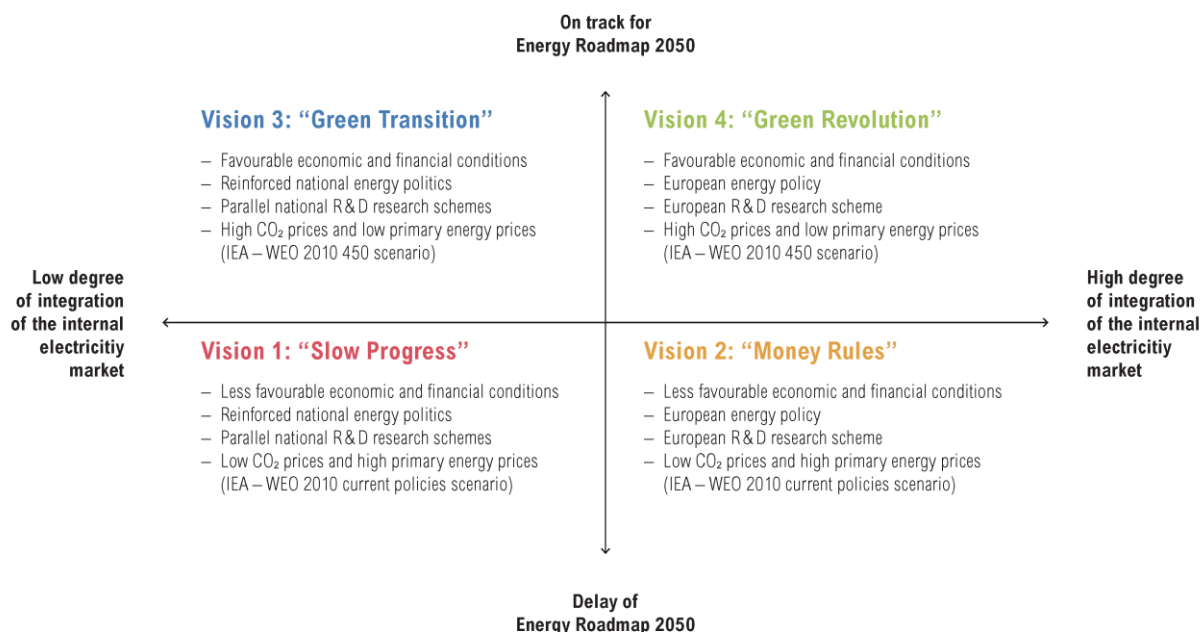 On track for
Energy Roadmap 2050
Vision 3: “Green Transition”
– Favourable economic and financial conditions
– Reinforced national energy politics
– Parallel national R & D research schemes
– High CO₂ prices and low primary energy prices
(IEA – WEO 2010 450 scenario)
Vision 4: “Green Revolution”
– Favourable economic and financial conditions
– European energy policy
– European R & D research scheme
– High CO₂ prices and low primary energy prices
(IEA – WEO 2010 450 scenario)
Low degree
of integration
of the internal
electricitiy
market
High degree
of integration
of the internal
electricitiy
market
Vision 1: “Slow Progress”
– Less favourable economic and financial conditions
– Reinforced national energy politics
– Parallel national R & D research schemes
– Low CO₂ prices and high primary energy prices
(IEA – WEO 2010 current policies scenario)
Vision 2: “Money Rules”
– Less favourable economic and financial conditions
– European energy policy
– European R & D research scheme
– Low CO₂ prices and high primary energy prices
(IEA – WEO 2010 current policies scenario)
Delay of
Energy Roadmap 2050